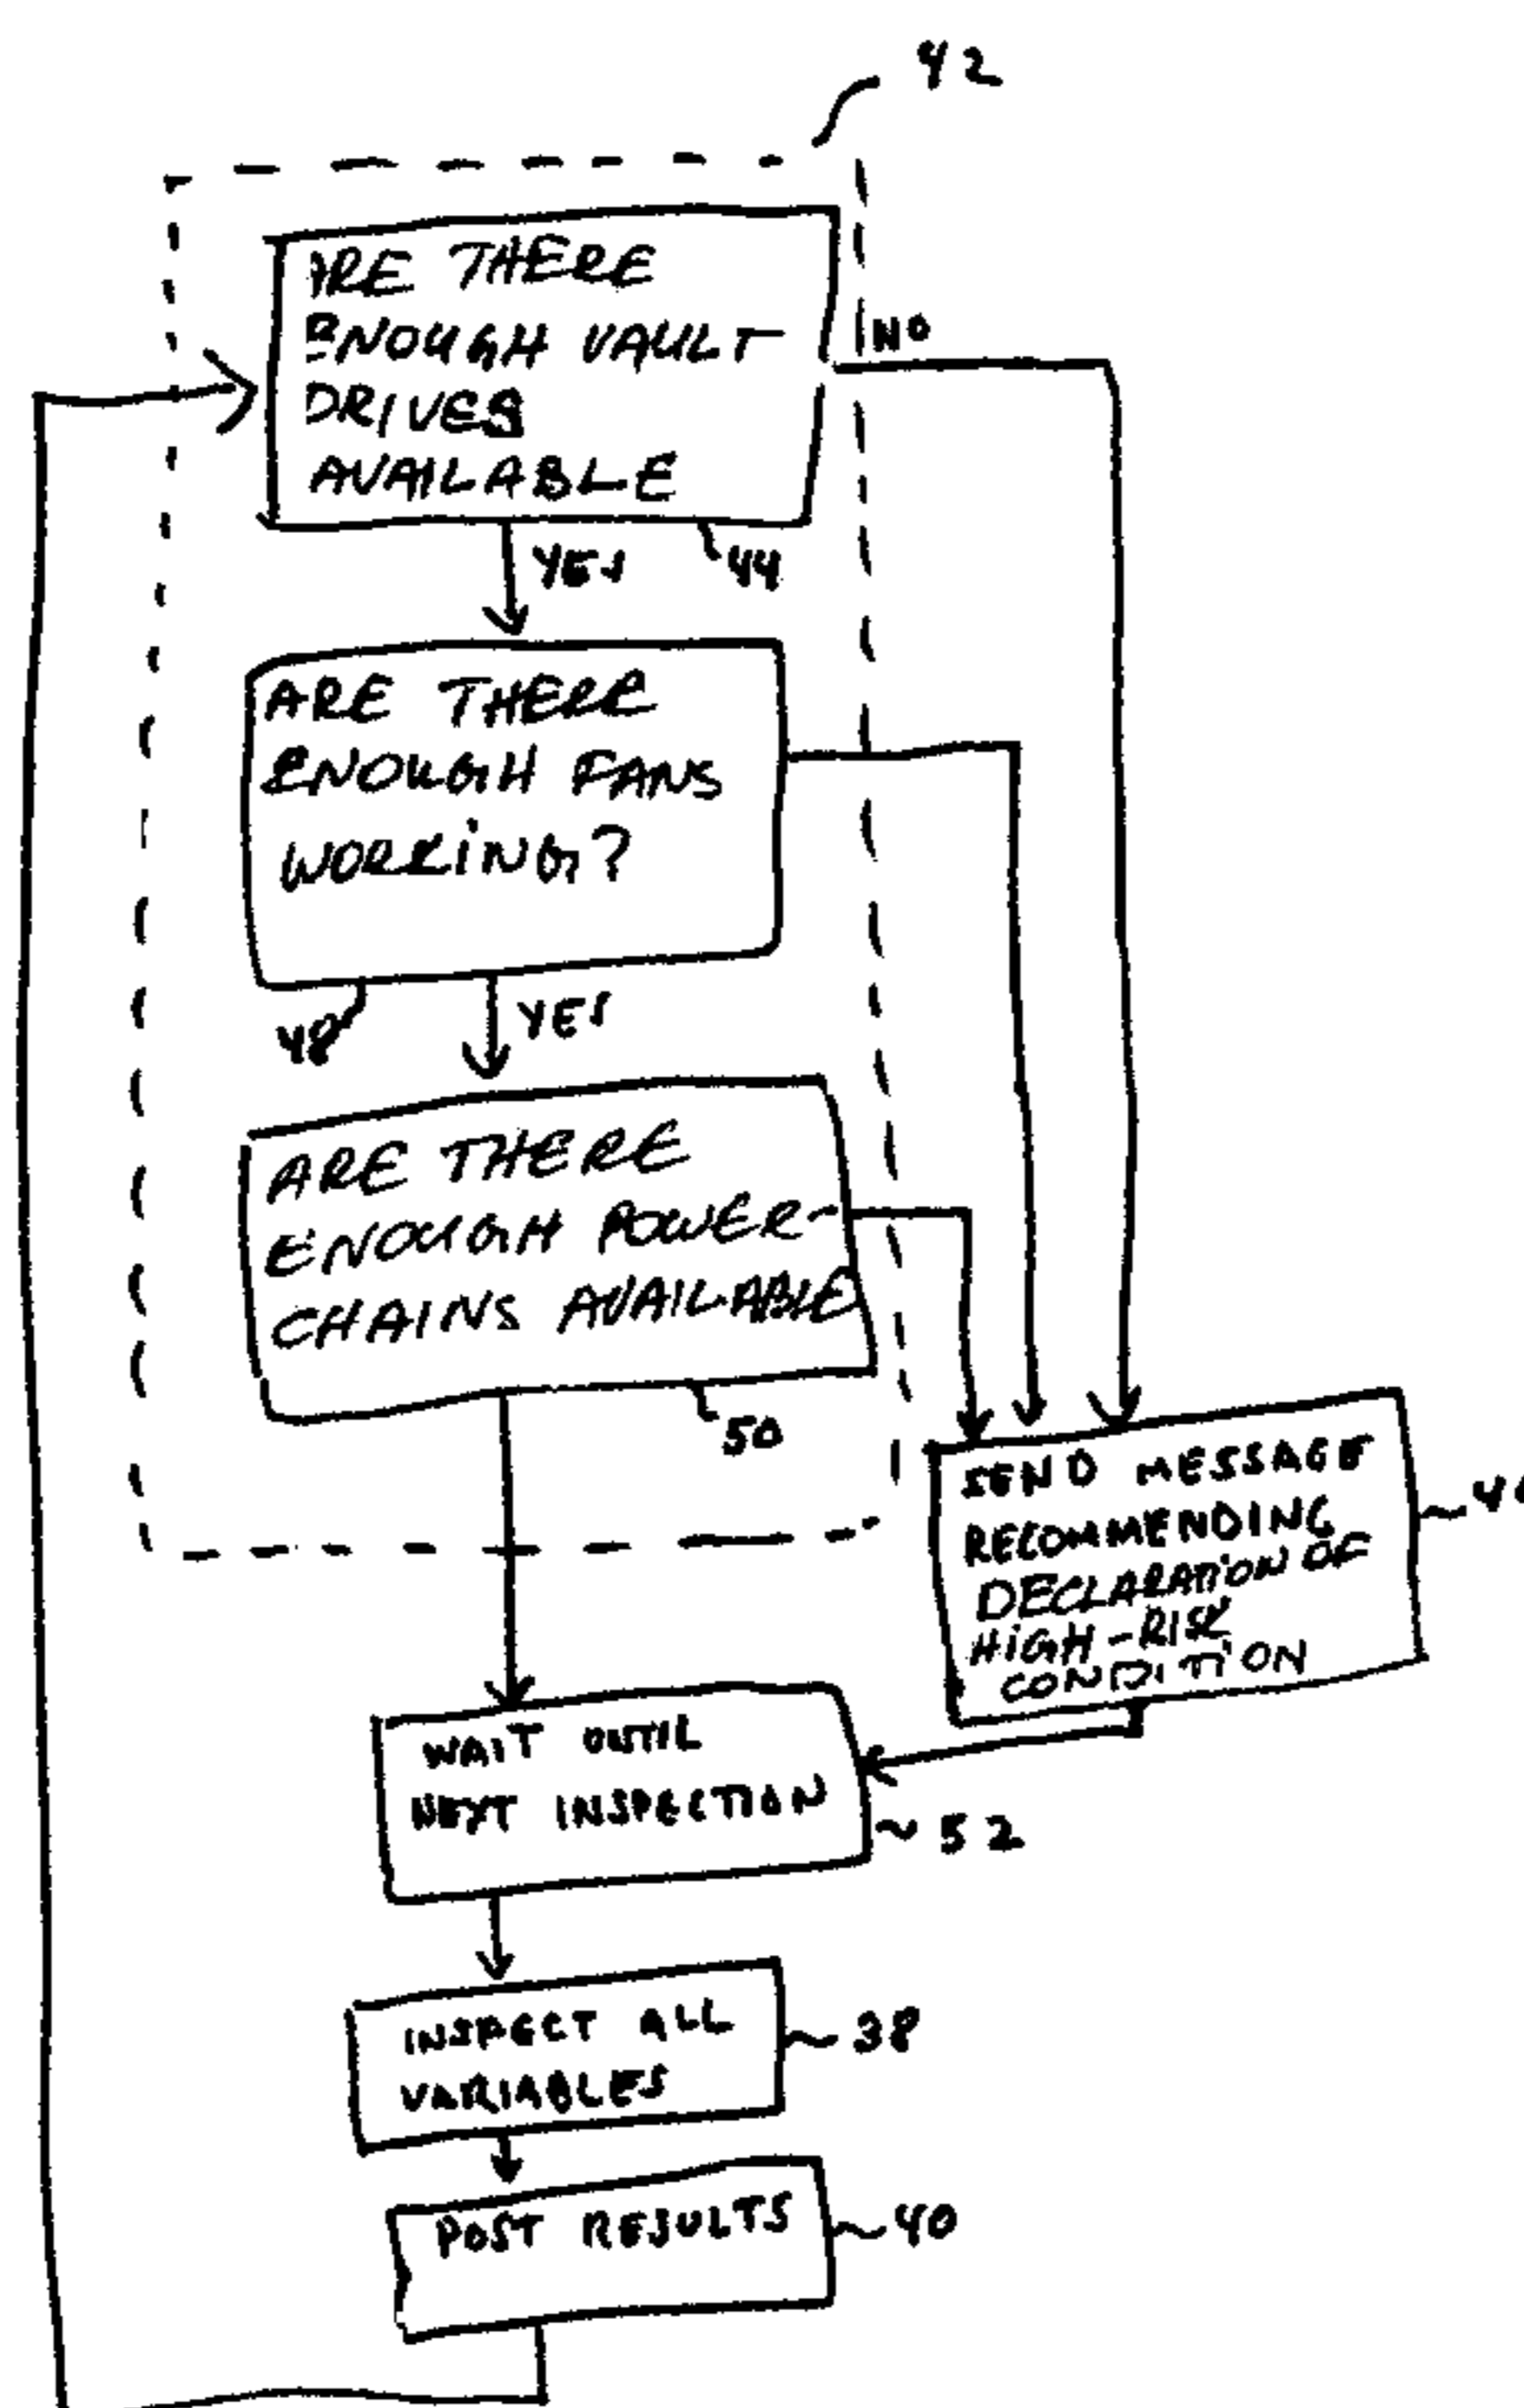 42
ARE THERE
ENOUGH VAULT
DRIVES
AVAILABLE
NO
YES
44
ARE THERE
ENOUGH FANS
WORKING?
48
YES
ARE THERE
ENOUGH POWER-
CHAINS AVAILABLE
50
SEND MESSAGE
RECOMMENDING
DECLARATION OF
HIGH-RISK
CONDITION
WAIT
NEXT INSPECTION
52
INSPECT ALL
VARIABLES
38
POST RESULTS
40